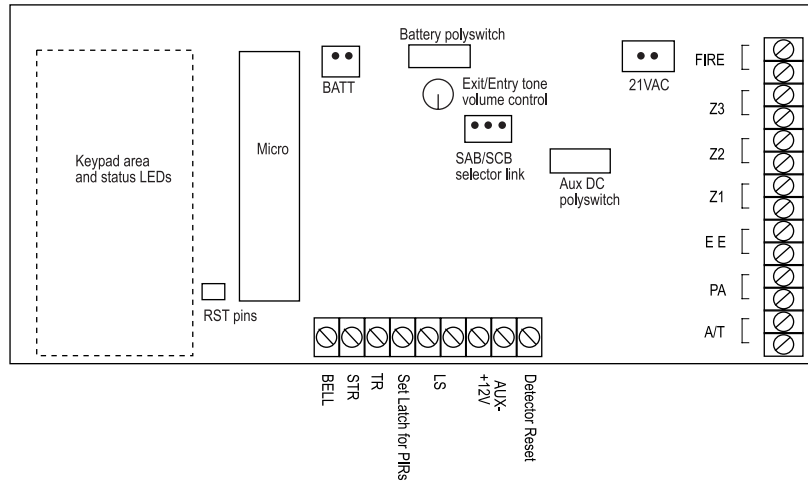 Battery polyswitch
FIRE
BATT
Exit/Entry tone
volume control
21VAC
Z3
Keypad area
and status LEDs
Micro
SAB/SCB
selector link
Z2
Aux DC
polyswitch
Z1
E E
RST pins
PA
A/T
BELL
STR
TR
Set Latch for PIRs
LS
+12V
AUX-
Detector Reset